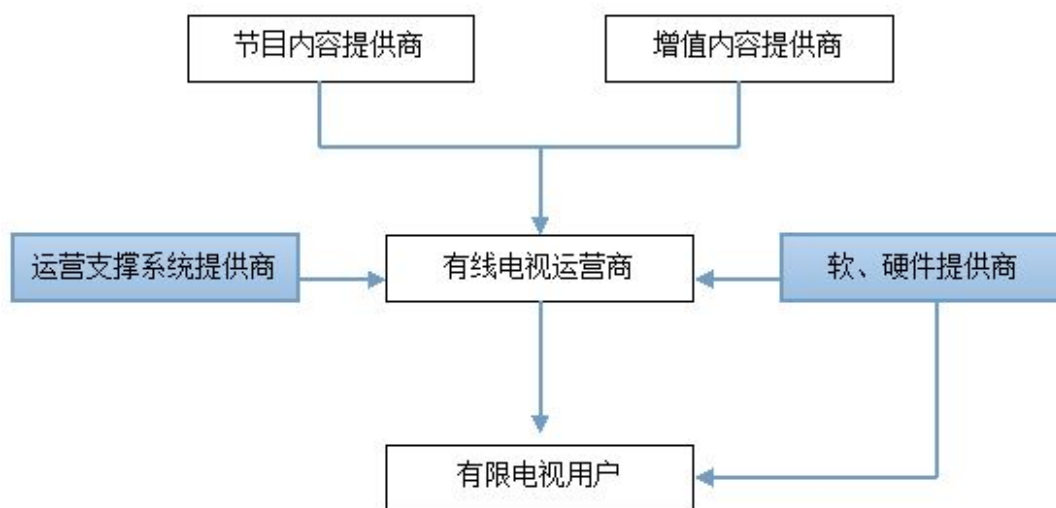 节目内容提供商
增值内容提供商
运营支撑系统提供商
有线电视运营商
软、硬件提供商
有限电视用户